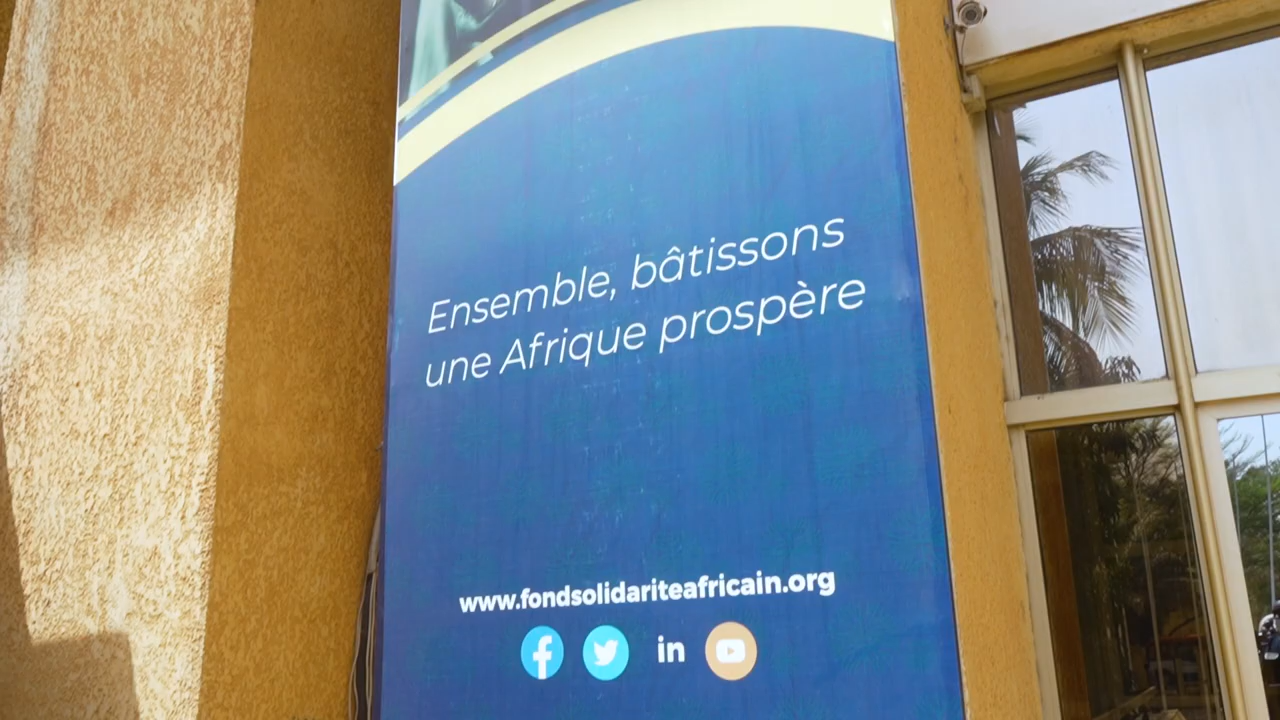 Ensemble, bâtissons
une Afrique prospère
www.fondsolidariteafricain.org
in